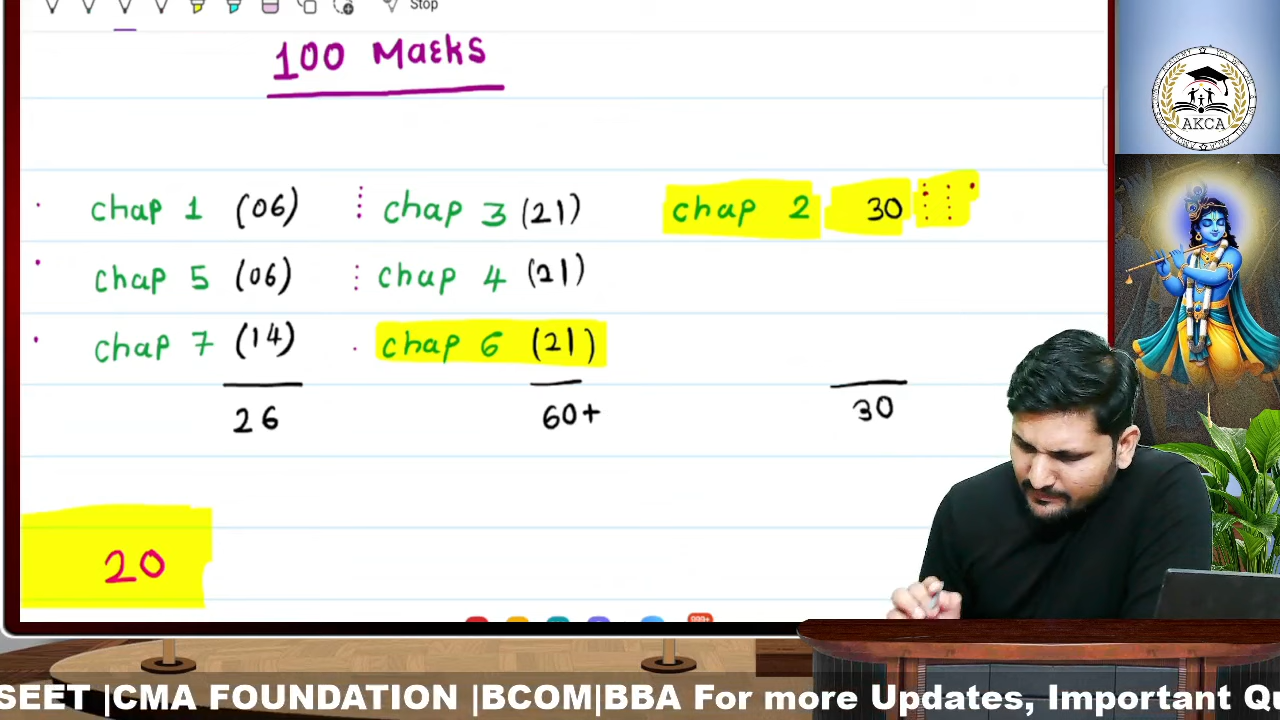 Stop
100 Marks
chap 1 (06) chap 3 (21) chap 2 30
chap 5 (06) chap 4 (21)
chap 7 (14) chap 6 (21)
26 60+ 30
20
999+
AKCA
SEET |CMA FOUNDATION |BCOM|BBA For more Updates, Important Qu